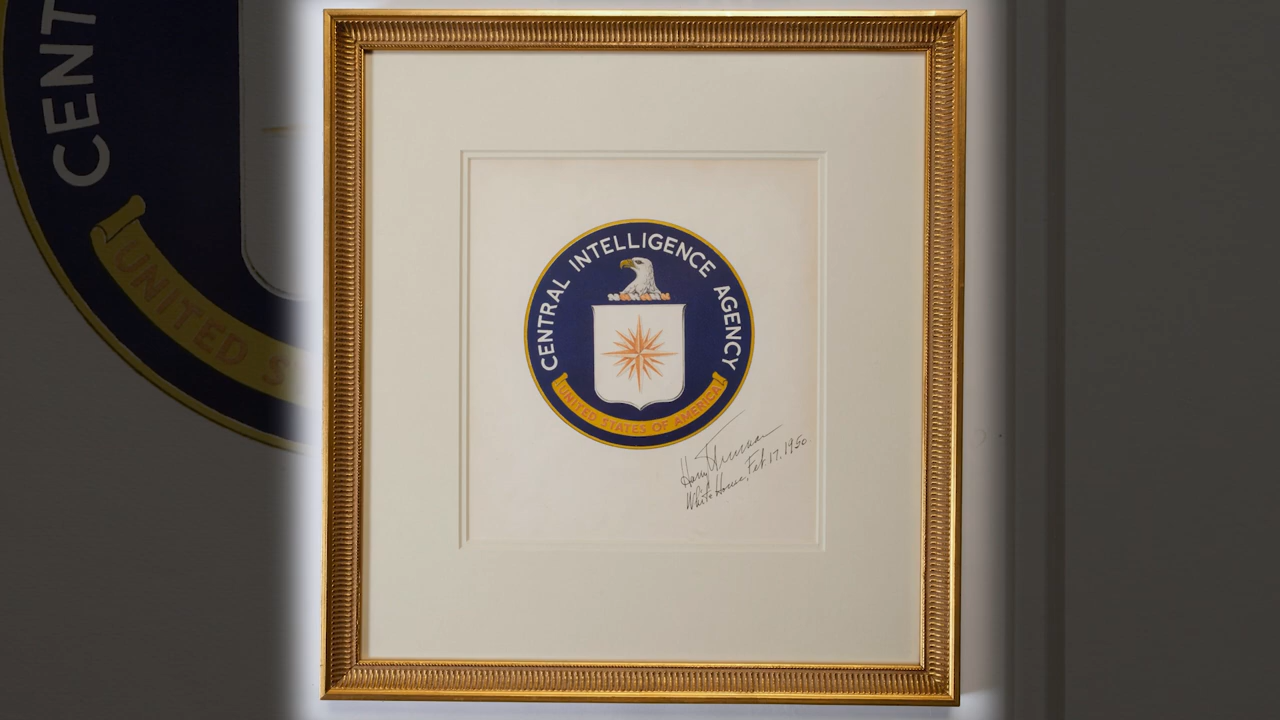 CENTRAL INTELLIGENCE AGENCY
UNITED STATES OF AMERICA
Harry S Truman
White House, Feb. 17, 1950.
CENT
UNITED S